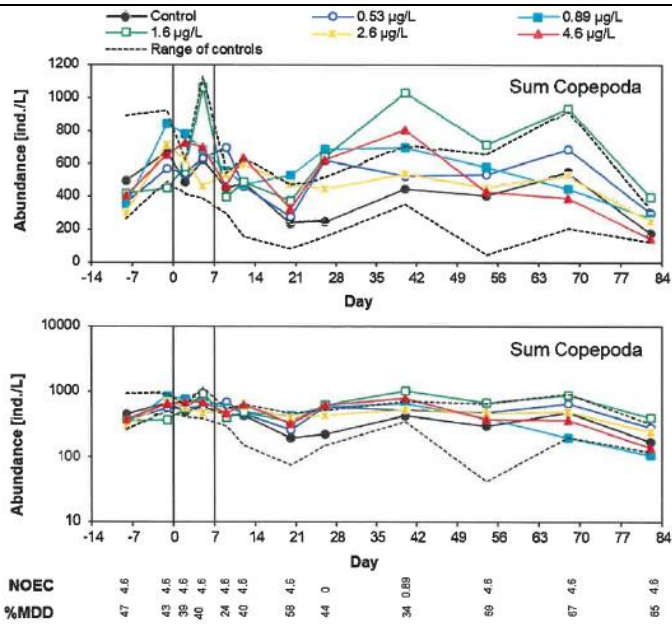 Control 0.53 µg/L 0.89 µg/L
1.6 µg/L 2.6 µg/L 4.6 µg/L
Range of controls
Sum Copepoda
Abundance [ind./L]
1200
1000
800
600
400
200
0
-14 -7 0 7 14 21 28 35 42 49 56 63 70 77 84
Day
Sum Copepoda
Abundance [ind./L]
10000
1000
100
10
-14 -7 0 7 14 21 28 35 42 49 56 63 70 77 84
Day
NOEC 4.6 4.6 4.6 4.6 4.6 4.6 4.6 0 0.89 4.6 4.6 4.6
%MDD 47 43 39 40 24 40 58 44 34 69 67 65